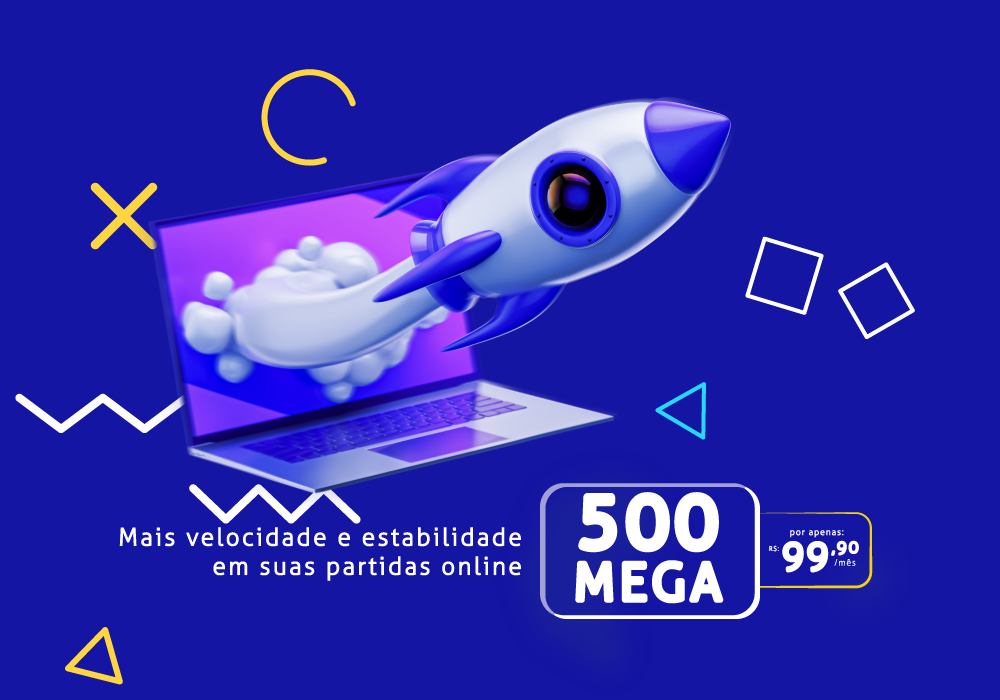 Mais velocidade e estabilidade
em suas partidas online
500
MEGA
por apenas:
R$: 99,90
/mês